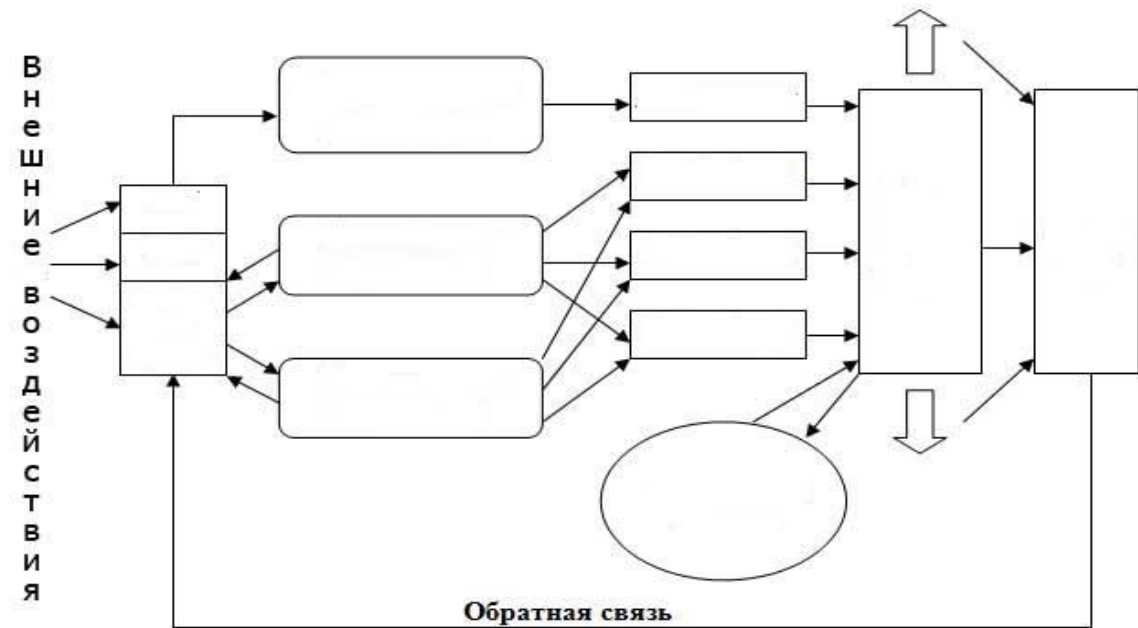 Внешние воздействия
Обратная связь